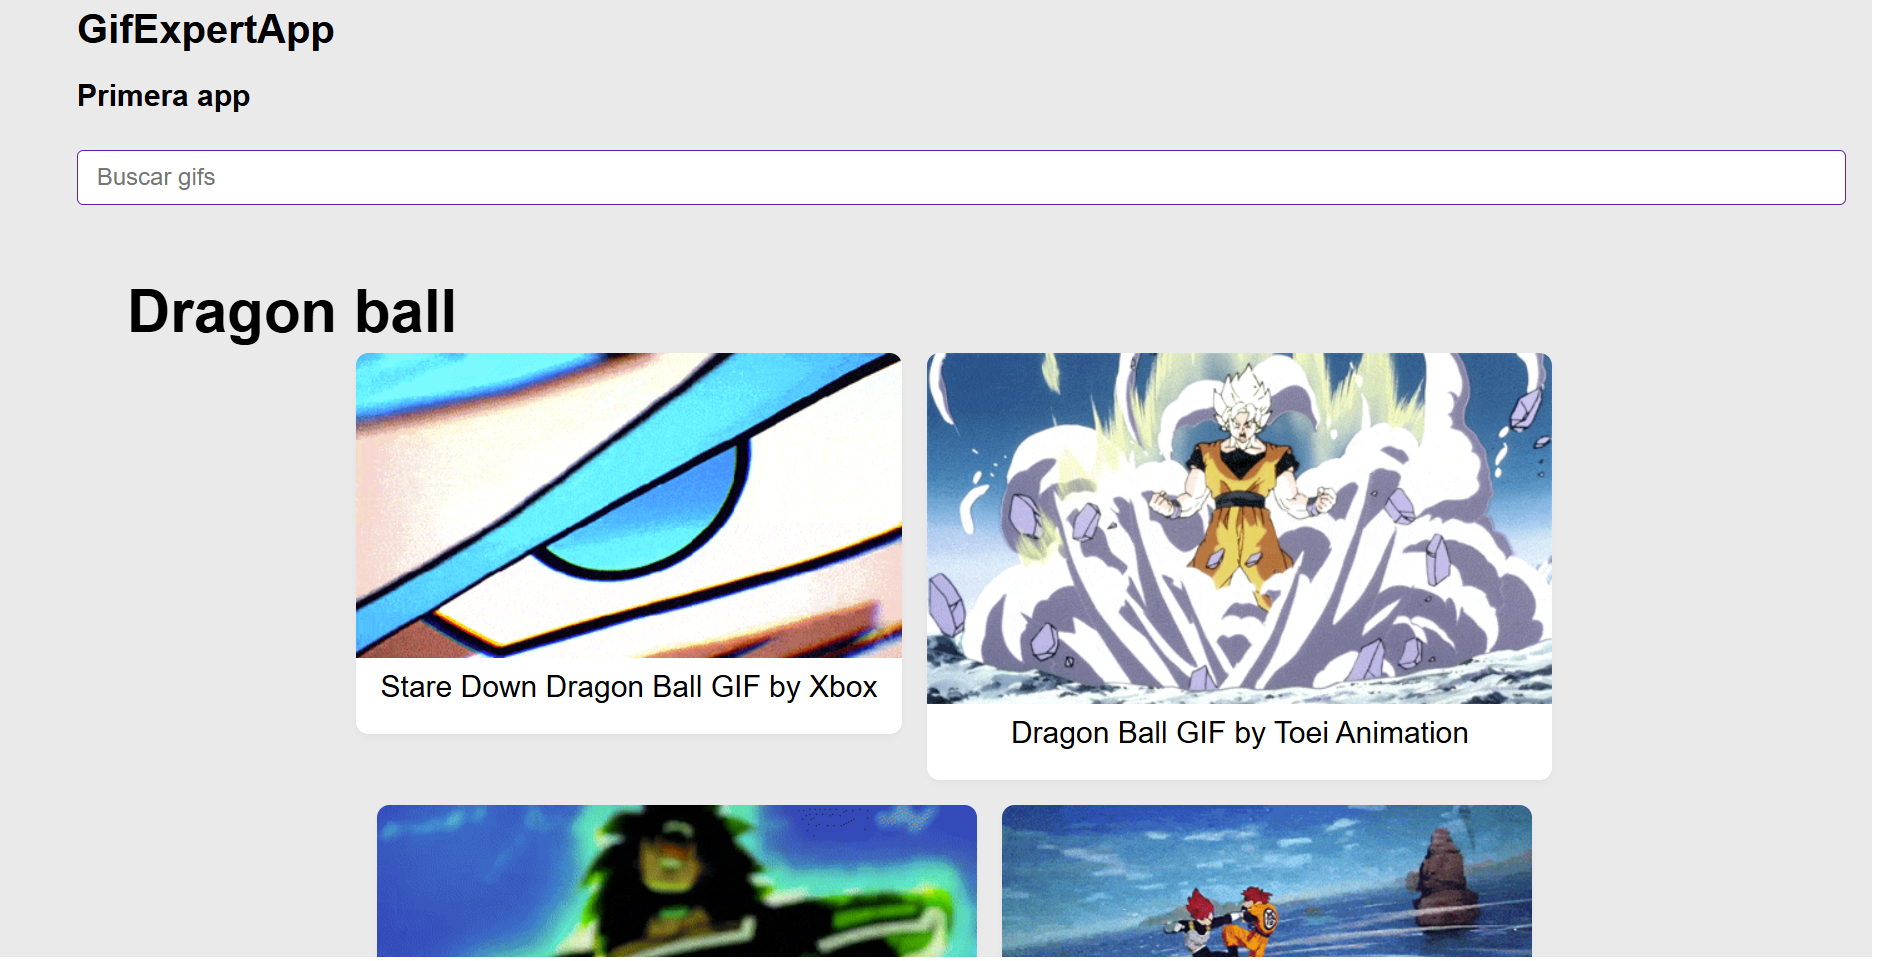 GifExpertApp
Primera app
Buscar gifs
Dragon ball
Stare Down Dragon Ball GIF by Xbox
Dragon Ball GIF by Toei Animation